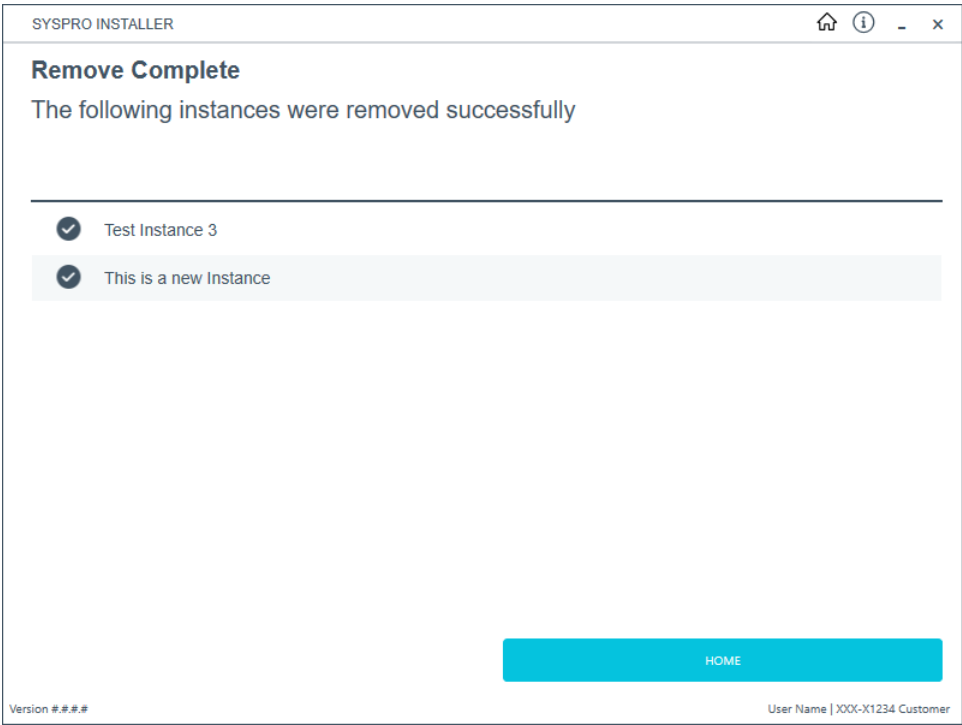 SYSPRO INSTALLER
Remove Complete
The following instances were removed successfully
Test Instance 3
This is a new Instance
HOME
Version #.#.#.#
User Name | XXX-X1234 Customer